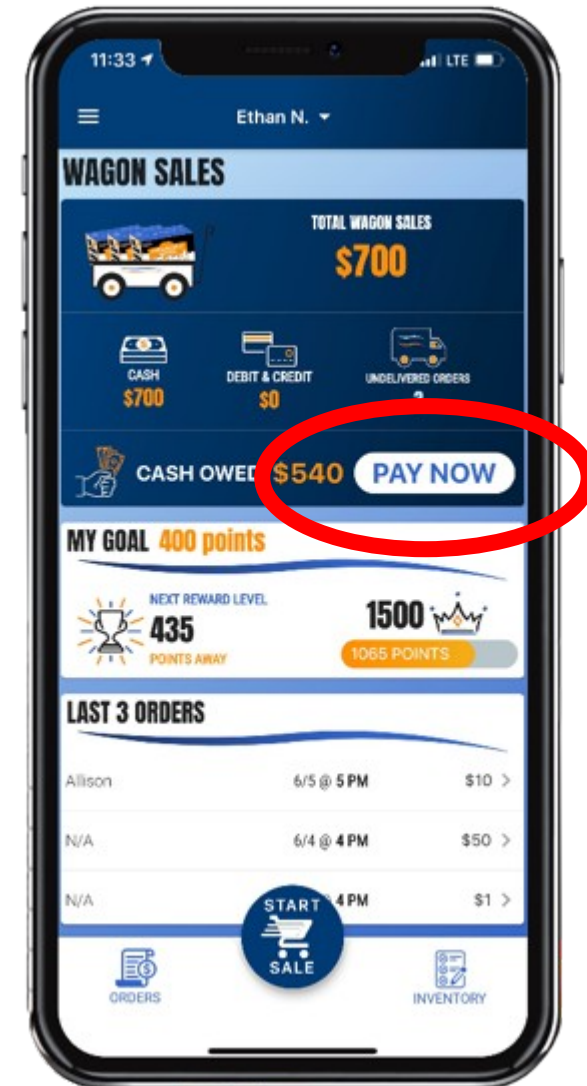 11:33
LTE
Ethan N.
WAGON SALES
TOTAL WAGON SALES
$700
CASH
DEBIT & CREDIT
UNDELIVERED ORDERS
$700
$0
CASH OWED $540 PAY NOW
MY GOAL 400 points
NEXT REWARD LEVEL
435
POINTS AWAY
1500
1065 POINTS
LAST 3 ORDERS
Allison 6/5 @ 5 PM $10 >
N/A 6/4 @ 4 PM $50 >
N/A 4 PM $1 >
START
SALE
ORDERS
INVENTORY